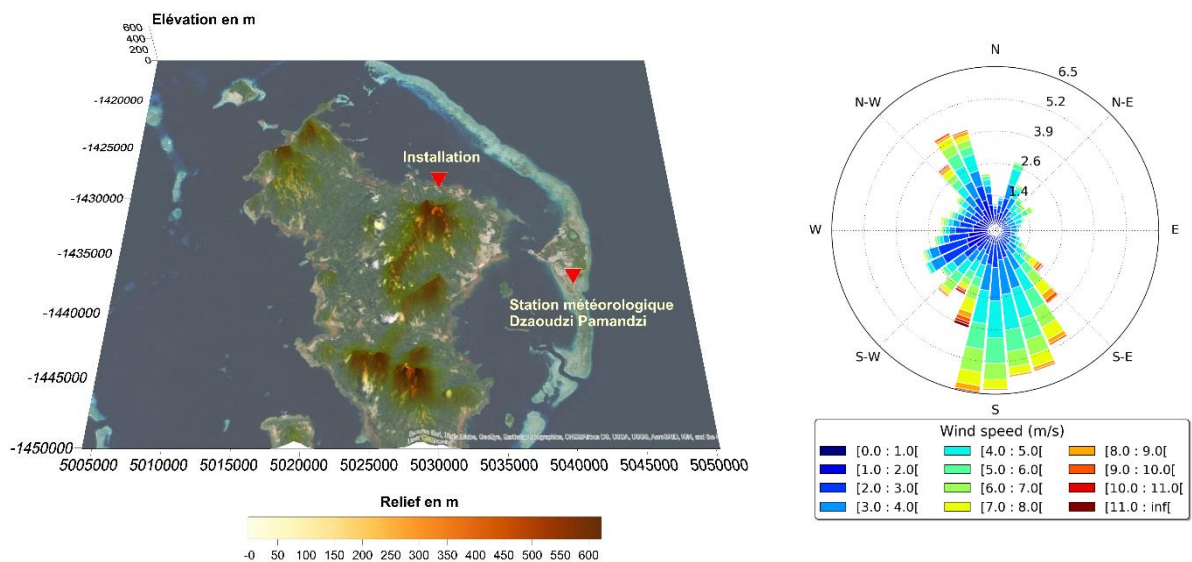 Elévation en m
600
400
200
0
-1420000
-1425000
-1430000
-1435000
-1440000
-1445000
-1450000
5005000 5010000 5015000 5020000 5025000 5030000 5035000 5040000 5045000 5050000
Installation
Station météorologique
Dzaoudzi Pamandzi
Relief en m
-0 50 100 150 200 250 300 350 400 450 500 550 600
N
N-E
E
S-E
S
S-W
W
N-W
6.5
5.2
3.9
2.6
1.4
Wind speed (m/s)
[0.0 : 1.0[
[1.0 : 2.0[
[2.0 : 3.0[
[3.0 : 4.0[
[4.0 : 5.0[
[5.0 : 6.0[
[6.0 : 7.0[
[7.0 : 8.0[
[8.0 : 9.0[
[9.0 : 10.0[
[10.0 : 11.0[
[11.0 : inf[